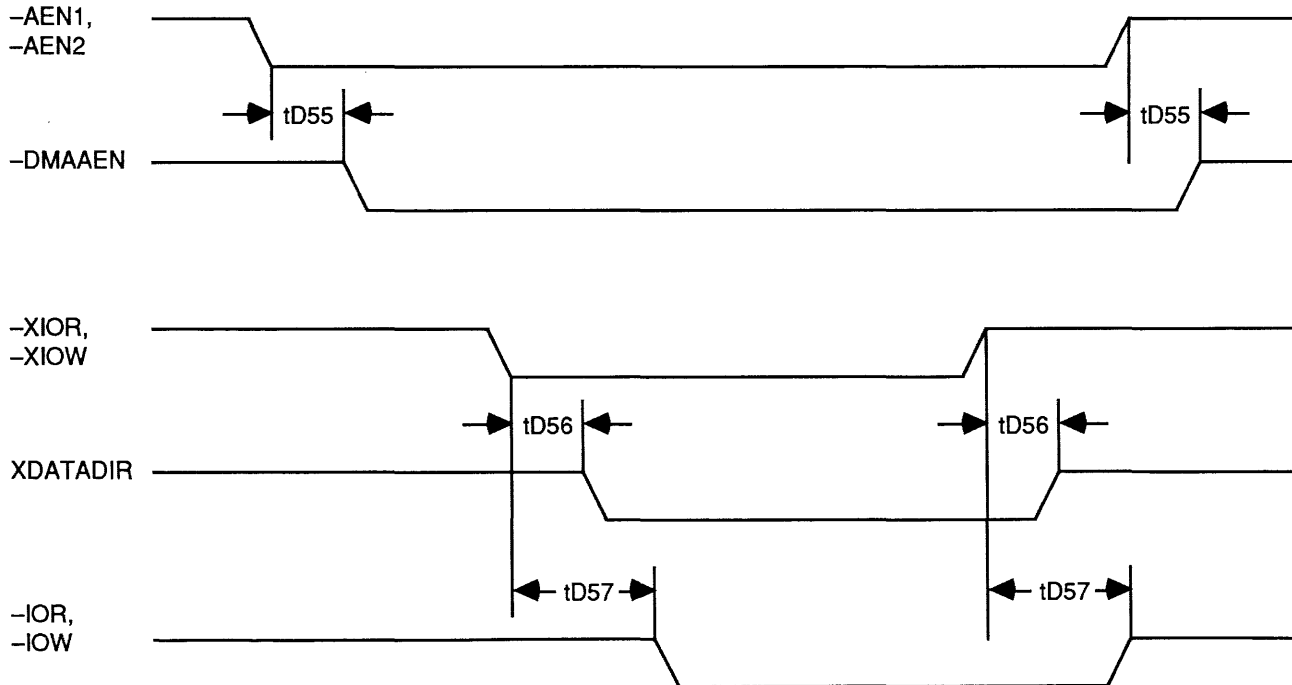 –AEN1,
–AEN2
tD55
tD55
–DMAAEN
–XIOR,
–XIOW
tD56
tD56
XDATADIR
tD57
tD57
–IOR,
–IOW